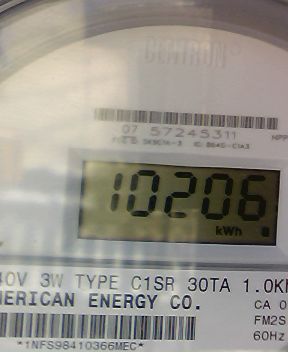 CENTRON®
07 57245311
10206
kWh
40V 3W TYPE C1SR 30TA 1.0K
MERICAN ENERGY CO.
CA 0
FM2S
60Hz
*1NFS98410366MEC*